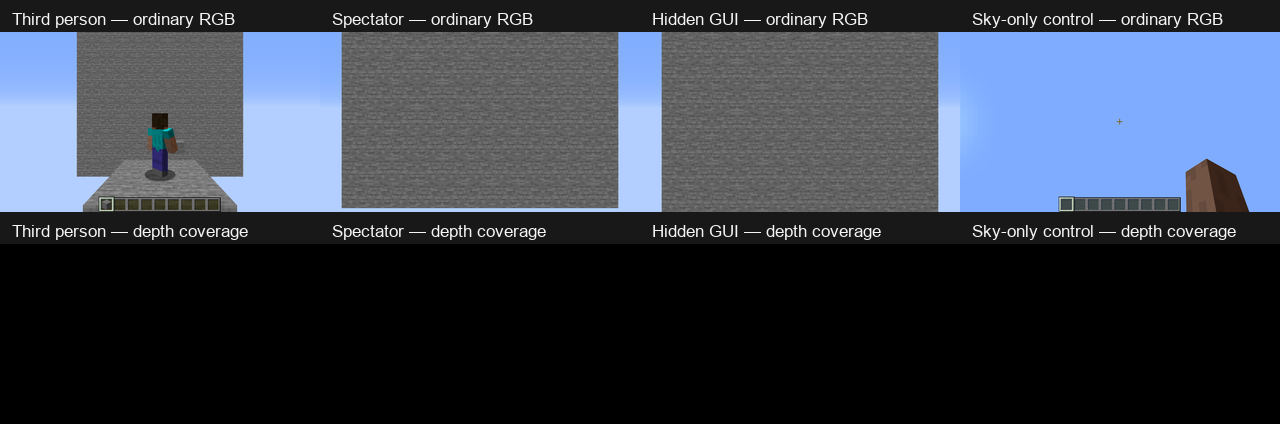 Third person — ordinary RGB
Spectator — ordinary RGB
Hidden GUI — ordinary RGB
Sky-only control — ordinary RGB
Third person — depth coverage
Spectator — depth coverage
Hidden GUI — depth coverage
Sky-only control — depth coverage